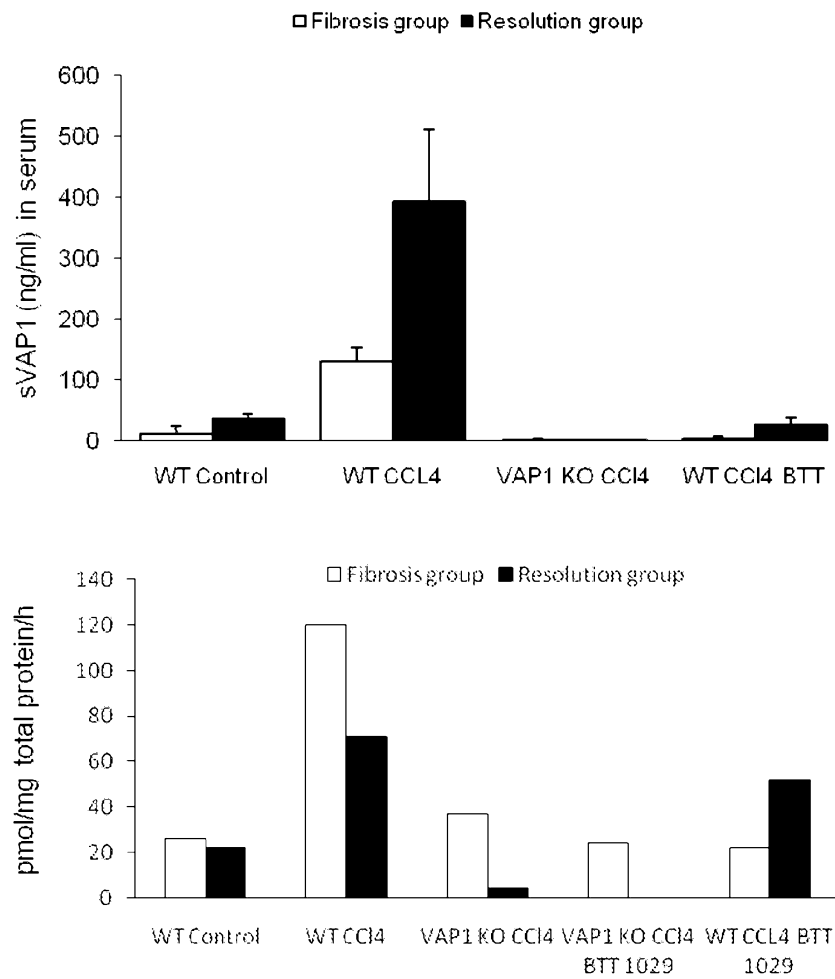 Fibrosis group Resolution group
sVAP1 (ng/ml) in serum
600
500
400
300
200
100
0
WT Control WT CCL4 VAP1 KO CCl4 WT CCl4 BTT
Fibrosis group Resolution group
pmol/mg total protein/h
140
120
100
80
60
40
20
0
WT Control WT CCl4 VAP1 KO CCl4 VAP1 KO CCl4 WT CCL4 BTT
BTT 1029 1029